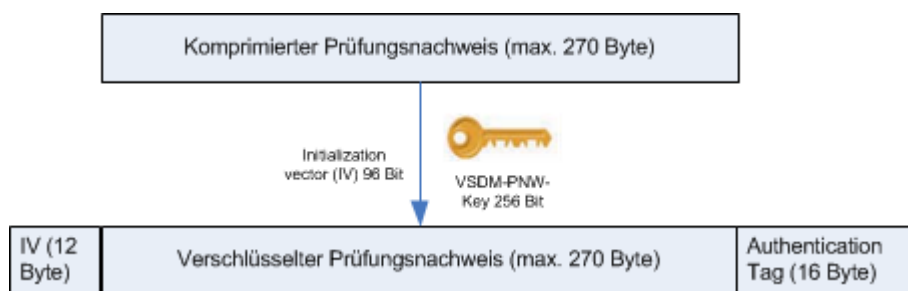 Komprimierter Prüfungsnachweis (max. 270 Byte)
Initialization
vector (IV) 96 Bit
VSDM-PNW-
Key 256 Bit
IV (12
Byte)
Verschlüsselter Prüfungsnachweis (max. 270 Byte)
Authentication
Tag (16 Byte)